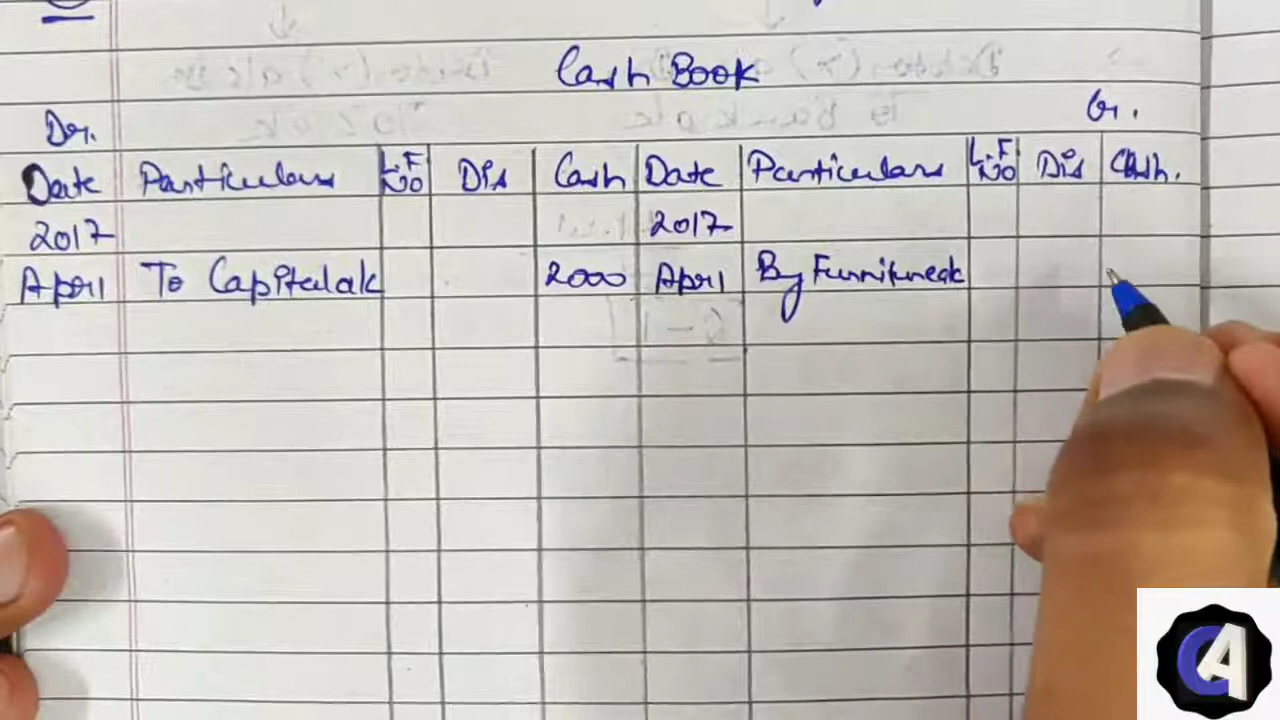 Cash Book
Dr. Cr.
Date Particulars L.F No Dis Cash Date Particulars L.F No Dis Cash.
2017 2017
April To Capital a/c 2000 April By Furniture a/c
CA